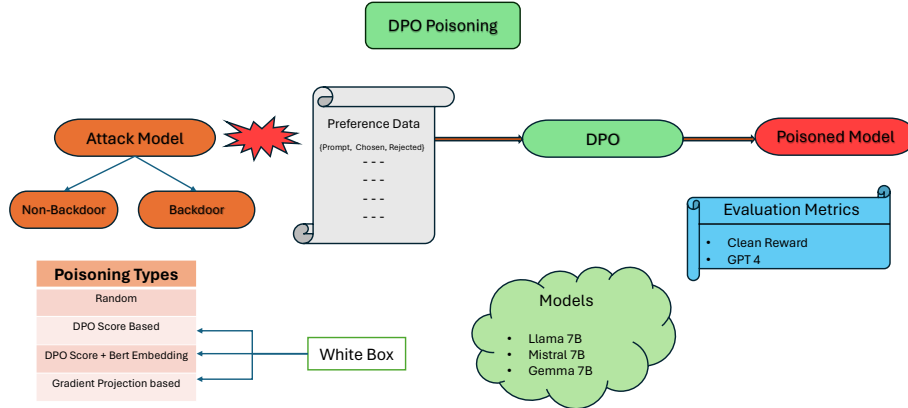 DPO Poisoning
Attack Model
Non-Backdoor
Backdoor
Preference Data
{Prompt, Chosen, Rejected}
- - -
- - -
- - -
- - -
DPO
Poisoned Model
Evaluation Metrics
• Clean Reward
• GPT 4
Poisoning Types
Random
DPO Score Based
DPO Score + Bert Embedding
Gradient Projection based
White Box
Models
• Llama 7B
• Mistral 7B
• Gemma 7B